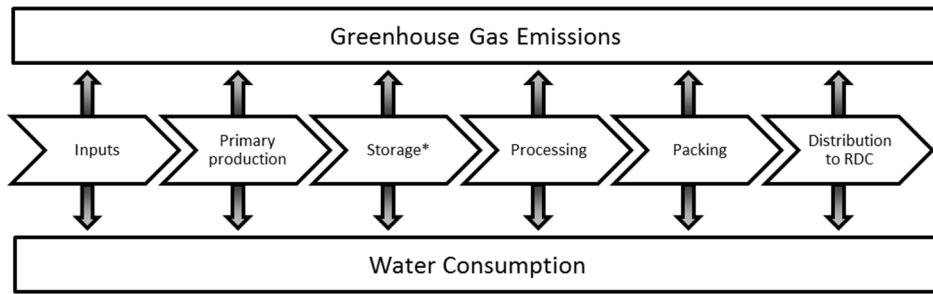 Greenhouse Gas Emissions
Inputs
Primary
production
Storage*
Processing
Packing
Distribution
to RDC
Water Consumption